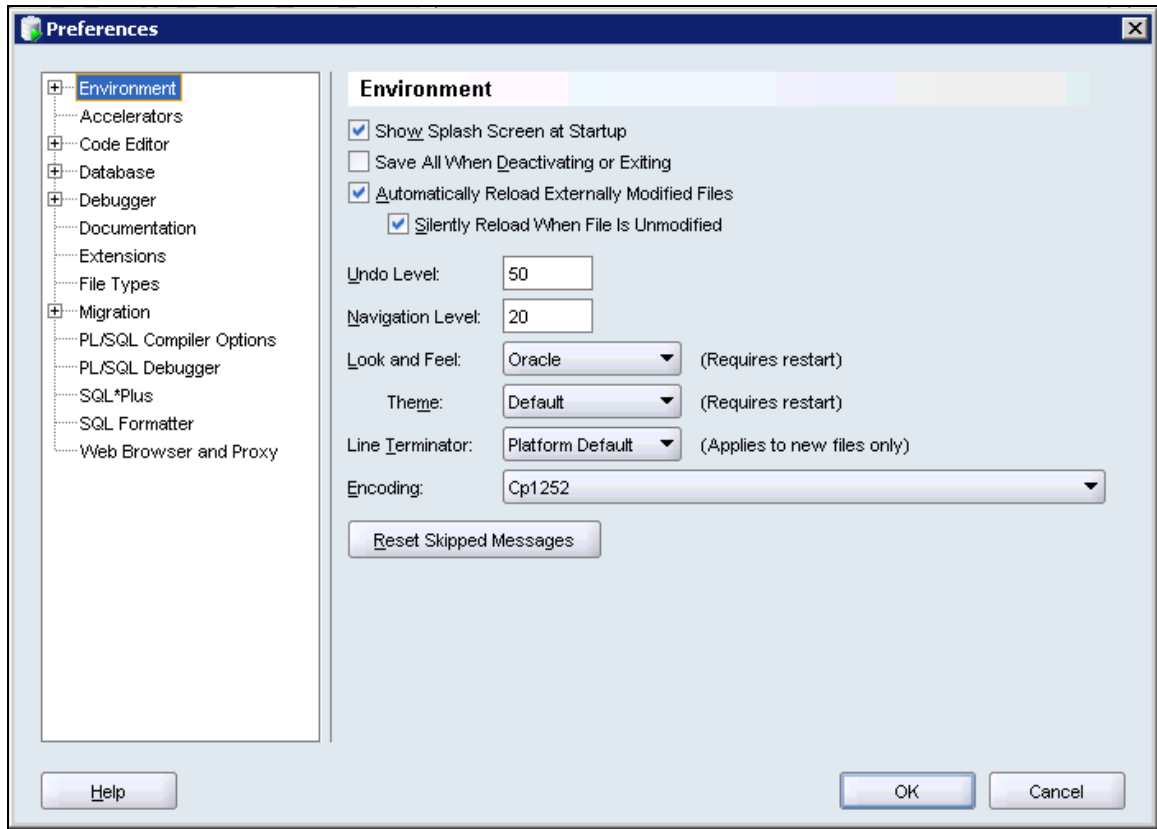 Preferences
Environment
Accelerators
Code Editor
Database
Debugger
Documentation
Extensions
File Types
Migration
PL/SQL Compiler Options
PL/SQL Debugger
SQL*Plus
SQL Formatter
Web Browser and Proxy
Environment
Show Splash Screen at Startup
Save All When Deactivating or Exiting
Automatically Reload Externally Modified Files
Silently Reload When File Is Unmodified
Undo Level: 50
Navigation Level: 20
Look and Feel: Oracle (Requires restart)
Theme: Default (Requires restart)
Line Terminator: Platform Default (Applies to new files only)
Encoding: Cp1252
Reset Skipped Messages
Help OK Cancel